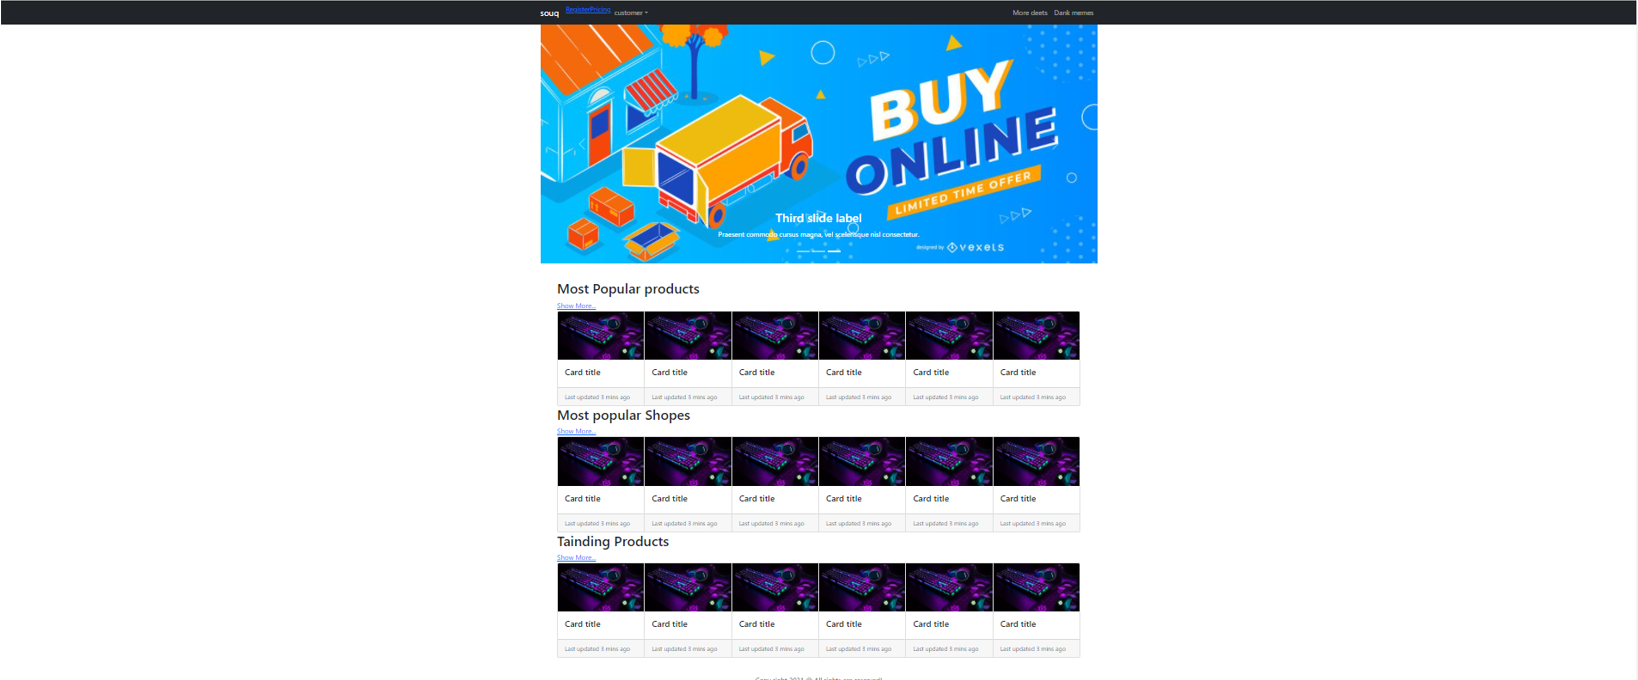 souq RegisterPricing customer More deets Dank memes
BUY
ONLINE
LIMITED TIME OFFER
Third slide label
Praesent commodo cursus magna, vel scelerisque nisl consectetur.
designed by vexels
Most Popular products
Show More...
Card title Card title Card title Card title Card title Card title
Last updated 3 mins ago Last updated 3 mins ago Last updated 3 mins ago Last updated 3 mins ago Last updated 3 mins ago Last updated 3 mins ago
Most popular Shopes
Show More...
Card title Card title Card title Card title Card title Card title
Last updated 3 mins ago Last updated 3 mins ago Last updated 3 mins ago Last updated 3 mins ago Last updated 3 mins ago Last updated 3 mins ago
Tainding Products
Show More...
Card title Card title Card title Card title Card title Card title
Last updated 3 mins ago Last updated 3 mins ago Last updated 3 mins ago Last updated 3 mins ago Last updated 3 mins ago Last updated 3 mins ago